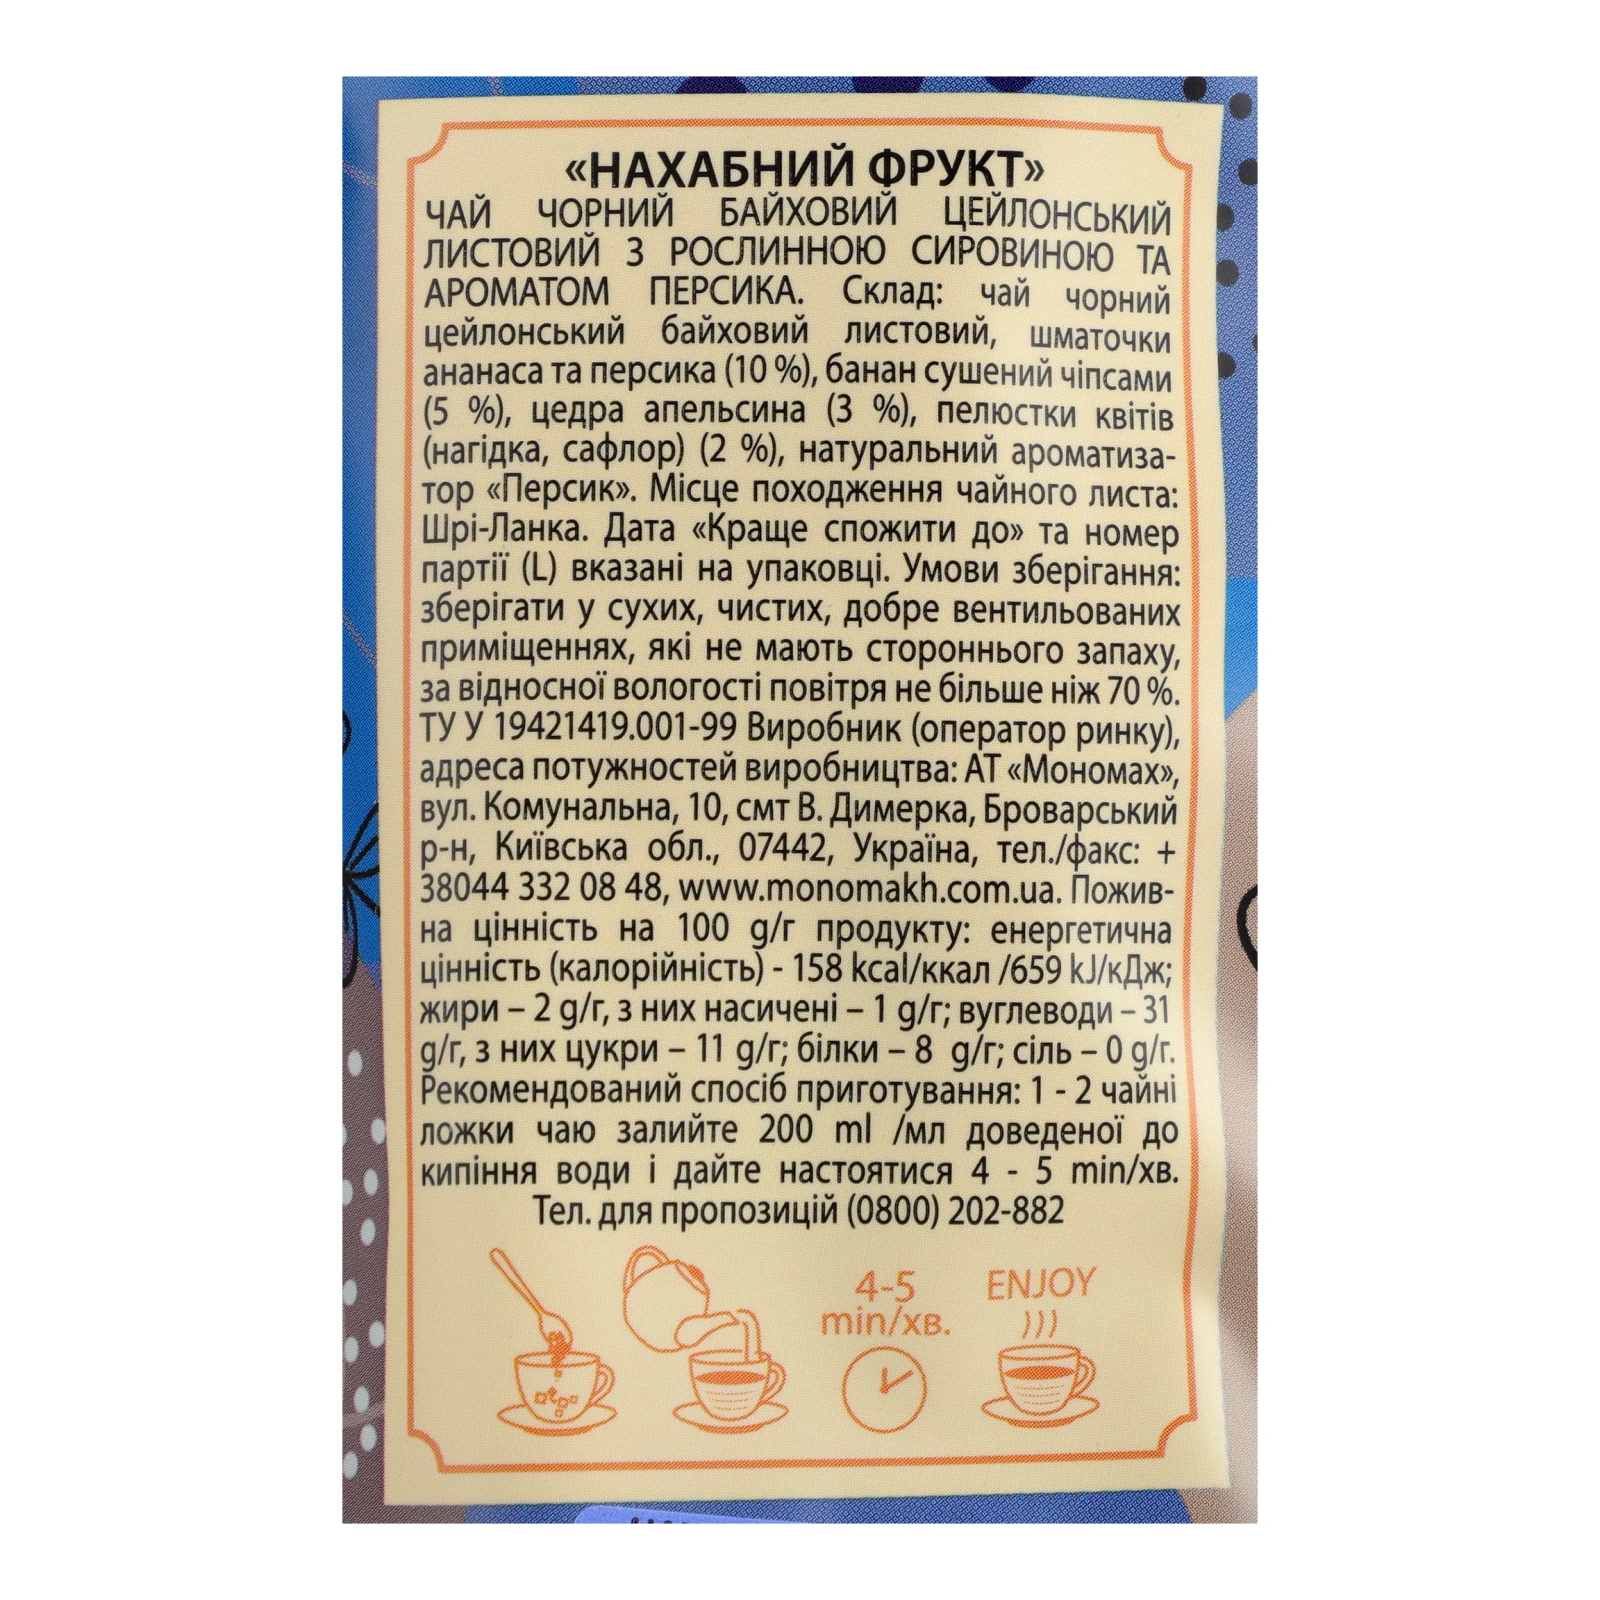 «НАХАБНИЙ ФРУКТ»
ЧАЙ ЧОРНИЙ БАЙХОВИЙ ЦЕЙЛОНСЬКИЙ
ЛИСТОВИЙ З РОСЛИННОЮ СИРОВИНОЮ ТА
АРОМАТОМ ПЕРСИКА. Склад: чай чорний
цейлонський байховий листовий, шматочки
ананаса та персика (10 %), банан сушений чіпсами
(5 %), цедра апельсина (3 %), пелюстки квітів
(нагідка, сафлор) (2 %), натуральний ароматиза-
тор «Персик». Місце походження чайного листа:
Шрі-Ланка. Дата «Краще спожити до» та номер
партії (L) вказані на упаковці. Умови зберігання:
зберігати у сухих, чистих, добре вентильованих
приміщеннях, які не мають стороннього запаху,
за відносної вологості повітря не більше ніж 70 %.
ТУ У 19421419.001-99 Виробник (оператор ринку),
адреса потужностей виробництва: АТ «Мономах»,
вул. Комунальна, 10, смт В. Димерка, Броварський
р-н, Київська обл., 07442, Україна, тел./факс: +
38044 332 08 48, www.monomakh.com.ua. Пожив-
на цінність на 100 g/г продукту: енергетична
цінність (калорійність) - 158 kcal/ккал /659 kJ/кДж;
жири – 2 g/г, з них насичені – 1 g/г; вуглеводи – 31
g/г, з них цукри – 11 g/г; білки – 8 g/г; сіль – 0 g/г.
Рекомендований спосіб приготування: 1 - 2 чайні
ложки чаю залийте 200 ml /мл доведеної до
кипіння води і дайте настоятися 4 - 5 min/хв.
Тел. для пропозицій (0800) 202-882
4-5
min/хв.
ENJOY